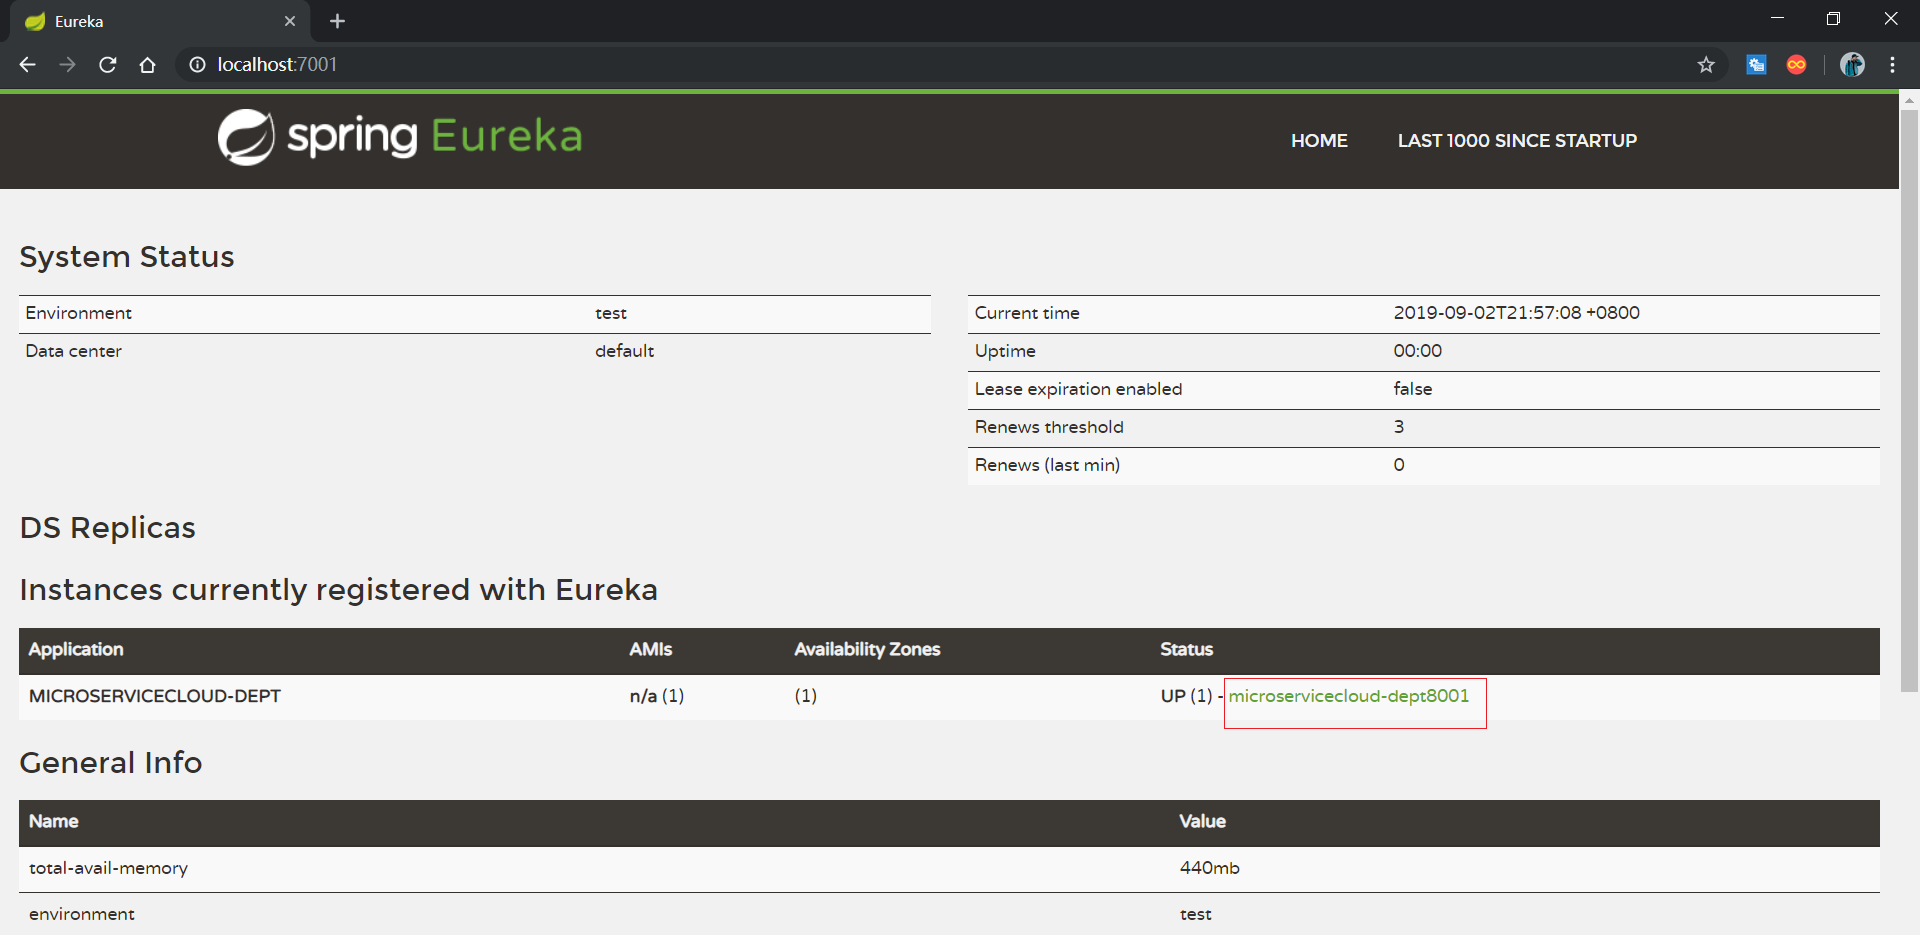 Eureka
localhost:7001
spring Eureka
HOME LAST 1000 SINCE STARTUP
System Status
Environment test
Data center default
Current time 2019-09-02T21:57:08 +0800
Uptime 00:00
Lease expiration enabled false
Renews threshold 3
Renews (last min) 0
DS Replicas
Instances currently registered with Eureka
Application AMIs Availability Zones Status
MICROSERVICECLOUD-DEPT n/a (1) (1) UP (1) - microservicecloud-dept8001
General Info
Name Value
total-avail-memory 440mb
environment test